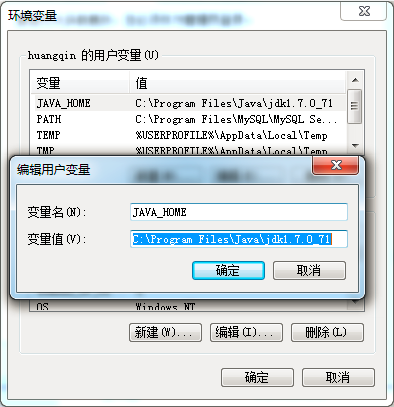 环境变量
huangqin 的用户变量(U)
变量 值
JAVA_HOME C:\Program Files\Java\jdk1.7.0_71
PATH C:\Program Files\MySQL\MySQL Se...
TEMP %USERPROFILE%\AppData\Local\Temp
TMP %USERPROFILE%\AppData\Local\Temp
编辑用户变量
变量名(N): JAVA_HOME
变量值(V): C:\Program Files\Java\jdk1.7.0_71
确定 取消
OS Windows_NT
新建(W)... 编辑(I)... 删除(L)
确定 取消